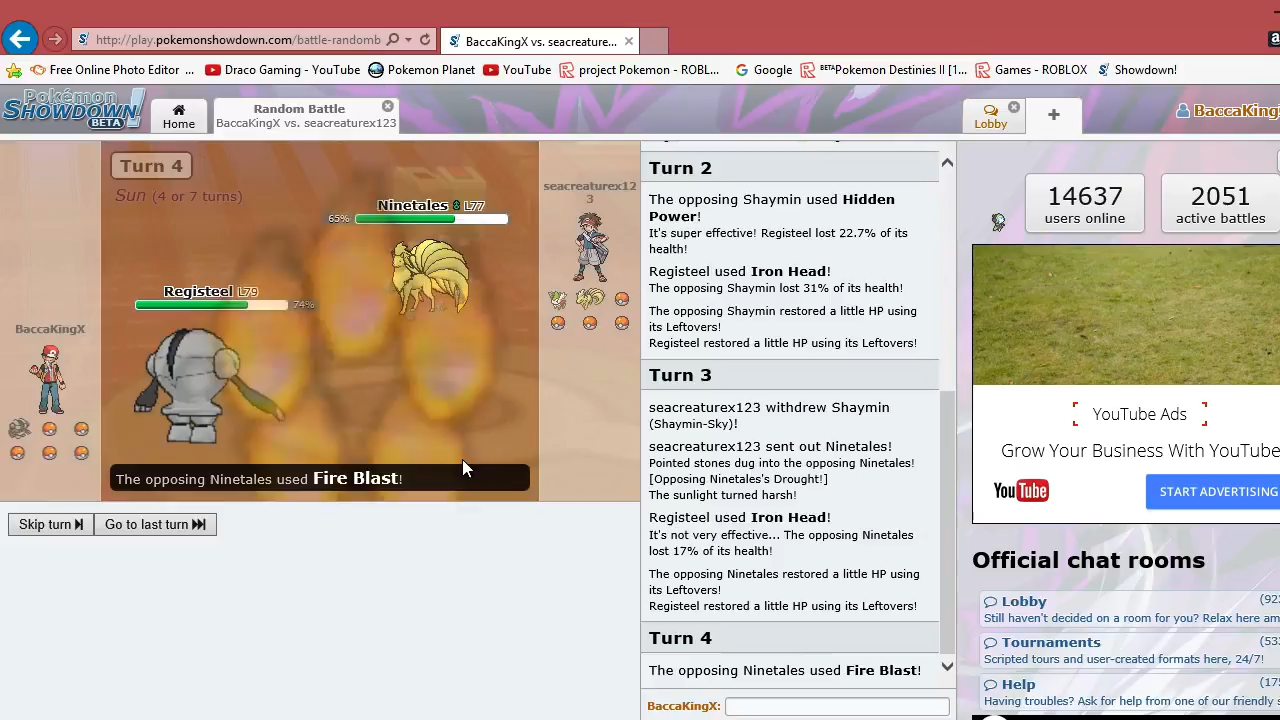 http://play.pokemonshowdown.com/battle-randomb
BaccaKingX vs. seacreature...
Free Online Photo Editor ...
Draco Gaming - YouTube
Pokemon Planet
YouTube
project Pokemon - ROBL...
Google
BETAPokemon Destinies II [1...
Games - ROBLOX
Showdown!
Pokémon
SHOWDOWN!
BETA
Home
Random Battle
BaccaKingX vs. seacreaturex123
Lobby
+
BaccaKing
Turn 4
Sun (4 or 7 turns)
seacreaturex12
3
Ninetales L77
65%
Registeel L79
74%
BaccaKingX
The opposing Ninetales used Fire Blast!
Skip turn
Go to last turn
Turn 2
The opposing Shaymin used Hidden
Power!
It's super effective! Registeel lost 22.7% of its
health!
Registeel used Iron Head!
The opposing Shaymin lost 31% of its health!
The opposing Shaymin restored a little HP using
its Leftovers!
Registeel restored a little HP using its Leftovers!
Turn 3
seacreaturex123 withdrew Shaymin
(Shaymin-Sky)!
seacreaturex123 sent out Ninetales!
Pointed stones dug into the opposing Ninetales!
[Opposing Ninetales's Drought!]
The sunlight turned harsh!
Registeel used Iron Head!
It's not very effective... The opposing Ninetales
lost 17% of its health!
The opposing Ninetales restored a little HP using
its Leftovers!
Registeel restored a little HP using its Leftovers!
Turn 4
The opposing Ninetales used Fire Blast!
BaccaKingX:
14637
users online
2051
active battles
YouTube Ads
Grow Your Business With YouTube
You Tube
START ADVERTISING
Official chat rooms
Lobby
(92
Still haven't decided on a room for you? Relax here am
Tournaments
(53
Scripted tours and user-created formats here, 24/7!
Help
(17
Having troubles? Ask for help from one of our friendly s